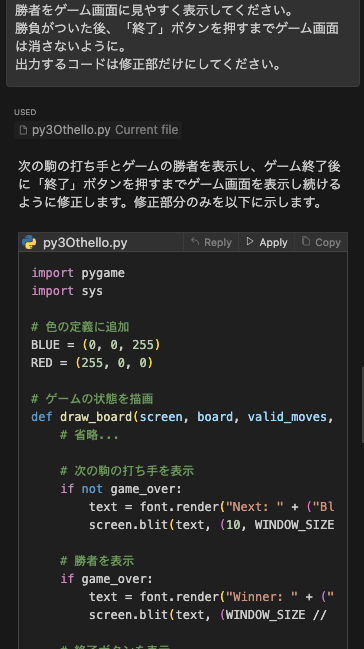 勝者をゲーム画面に見やすく表示してください。
勝負がついた後、「終了」ボタンを押すまでゲーム画面
は消さないように。
出力するコードは修正部だけにしてください。
USED
py3Othello.py Current file
次の駒の打ち手とゲームの勝者を表示し、ゲーム終了後
に「終了」ボタンを押すまでゲーム画面を表示し続ける
ように修正します。修正部分のみを以下に示します。
py3Othello.py Reply Apply Copy
import pygame
import sys
# 色の定義に追加
BLUE = (0, 0, 255)
RED = (255, 0, 0)
# ゲームの状態を描画
def draw_board(screen, board, valid_moves,
# 省略...
# 次の駒の打ち手を表示
if not game_over:
text = font.render("Next: " + ("Bl
screen.blit(text, (10, WINDOW_SIZE
# 勝者を表示
if game_over:
text = font.render("Winner: " + ("
screen.blit(text, (WINDOW_SIZE //
# 終了ボタンを表示